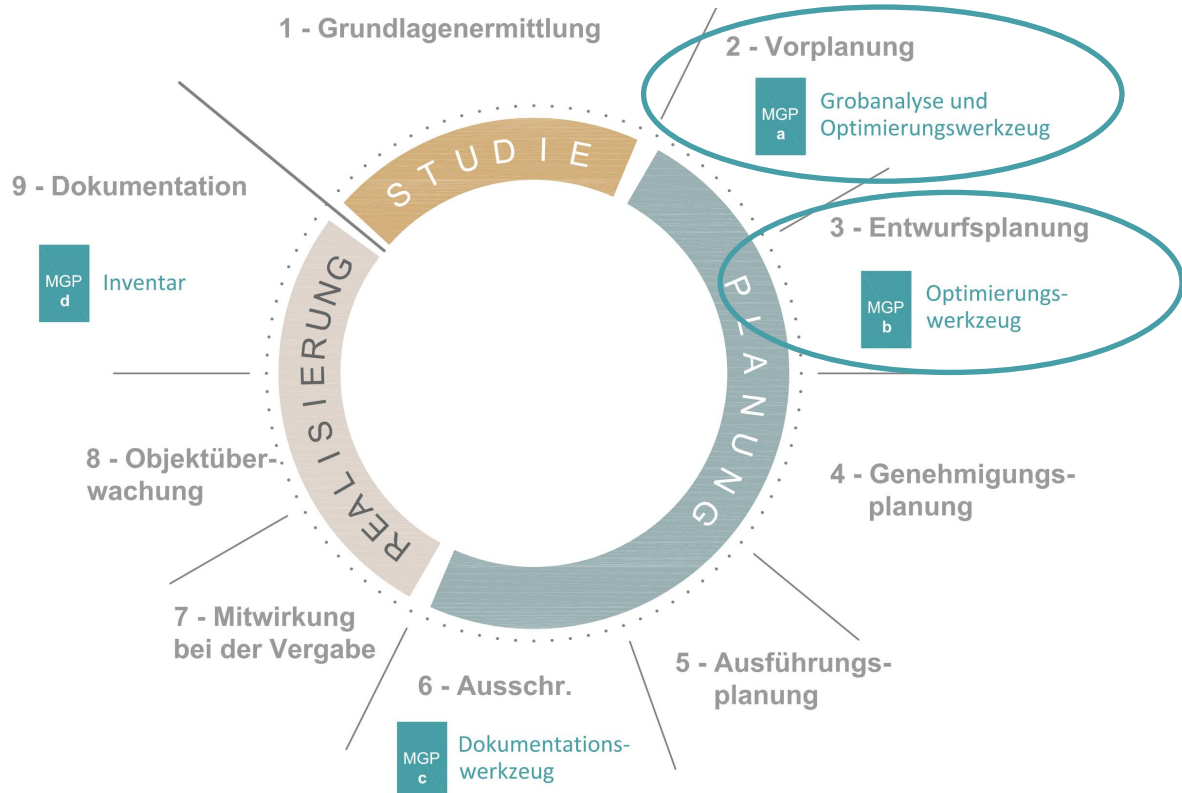 1 - Grundlagenermittlung
2 - Vorplanung
MGP
a
Grobanalyse und
Optimierungswerkzeug
3 - Entwurfsplanung
MGP
b
Optimierungs-
werkzeug
4 - Genehmigungs-
planung
5 - Ausführungs-
planung
6 - Ausschr.
MGP
c
Dokumentations-
werkzeug
7 - Mitwirkung
bei der Vergabe
8 - Objektüber-
wachung
9 - Dokumentation
MGP
d
Inventar
STUDIE
PLANUNG
REALISIERUNG